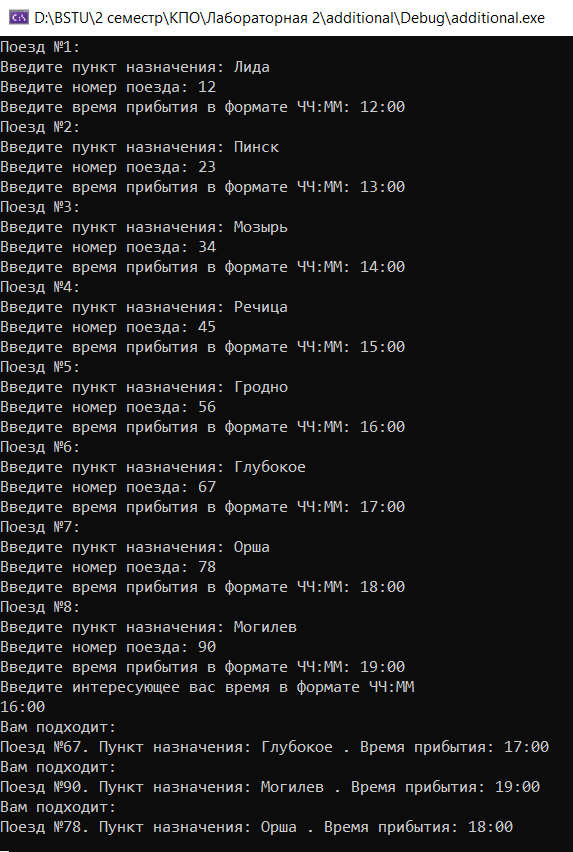 D:\BSTU\2 семестр\КПО\Лабораторная 2\additional\Debug\additional.exe
Поезд №1:
Введите пункт назначения: Лида
Введите номер поезда: 12
Введите время прибытия в формате ЧЧ:ММ: 12:00
Поезд №2:
Введите пункт назначения: Пинск
Введите номер поезда: 23
Введите время прибытия в формате ЧЧ:ММ: 13:00
Поезд №3:
Введите пункт назначения: Мозырь
Введите номер поезда: 34
Введите время прибытия в формате ЧЧ:ММ: 14:00
Поезд №4:
Введите пункт назначения: Речица
Введите номер поезда: 45
Введите время прибытия в формате ЧЧ:ММ: 15:00
Поезд №5:
Введите пункт назначения: Гродно
Введите номер поезда: 56
Введите время прибытия в формате ЧЧ:ММ: 16:00
Поезд №6:
Введите пункт назначения: Глубокое
Введите номер поезда: 67
Введите время прибытия в формате ЧЧ:ММ: 17:00
Поезд №7:
Введите пункт назначения: Орша
Введите номер поезда: 78
Введите время прибытия в формате ЧЧ:ММ: 18:00
Поезд №8:
Введите пункт назначения: Могилев
Введите номер поезда: 90
Введите время прибытия в формате ЧЧ:ММ: 19:00
Введите интересующее вас время в формате ЧЧ:ММ
16:00
Вам подходит:
Поезд №67. Пункт назначения: Глубокое . Время прибытия: 17:00
Вам подходит:
Поезд №90. Пункт назначения: Могилев . Время прибытия: 19:00
Вам подходит:
Поезд №78. Пункт назначения: Орша . Время прибытия: 18:00